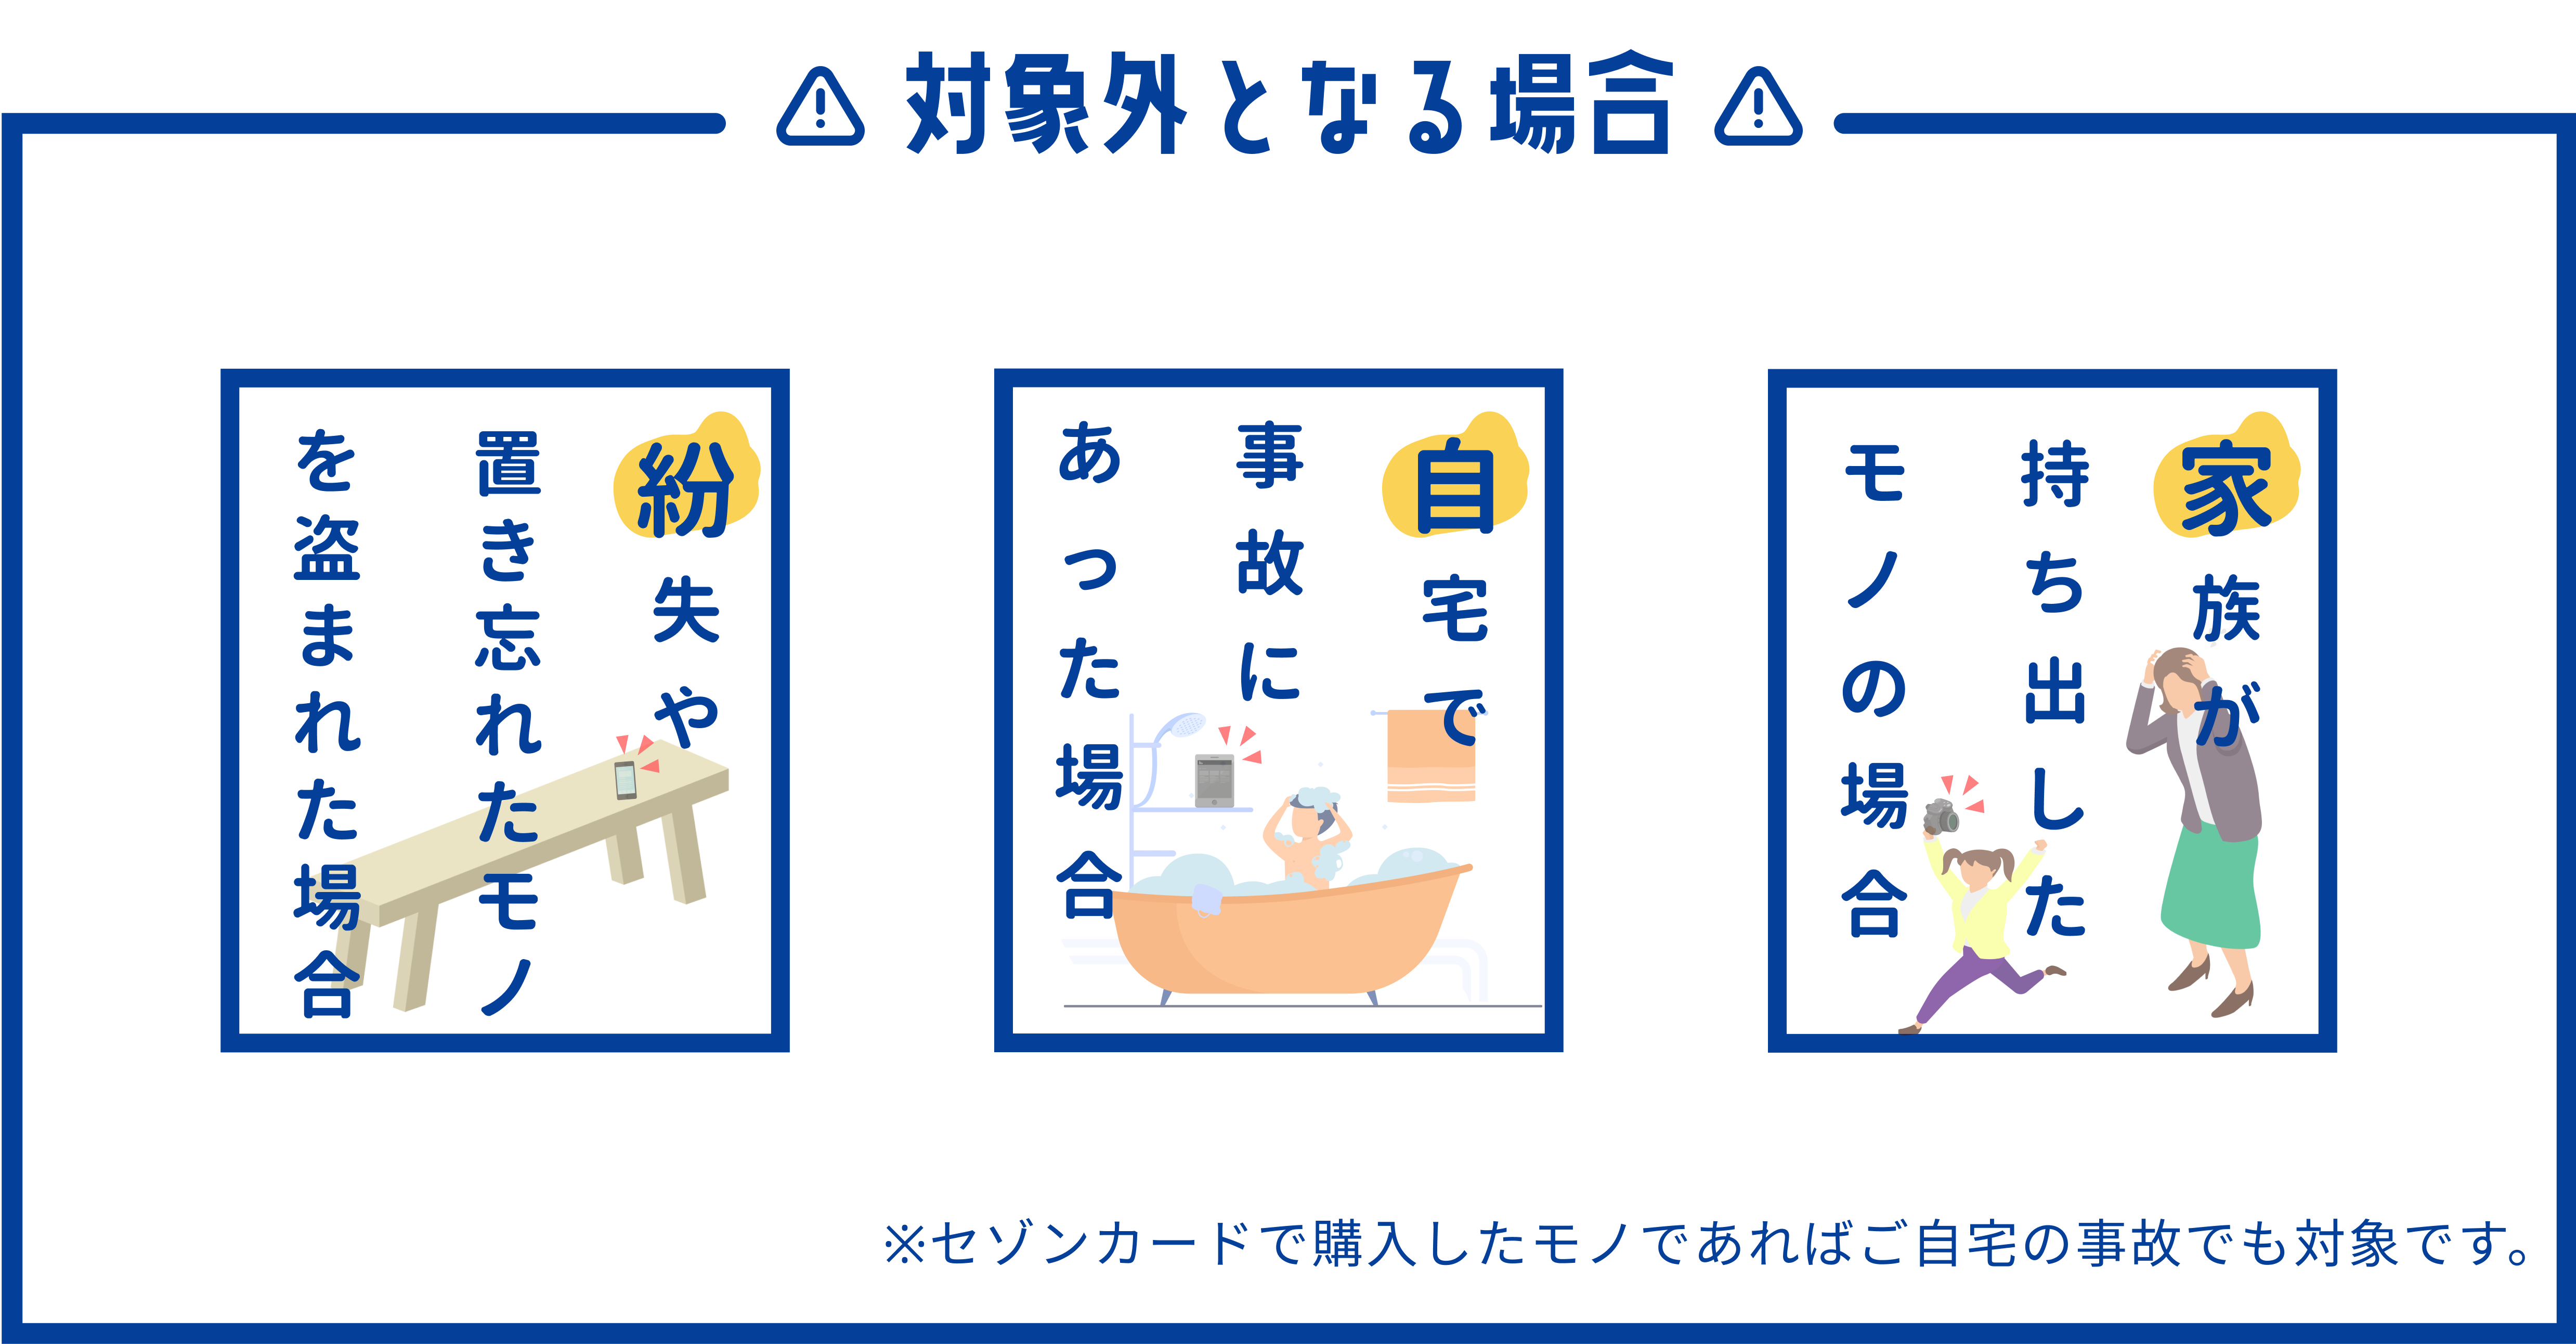 対象外となる場合
家族が
持ち出した
モノの場合
自宅で
事故に
あった場合
紛失や
置き忘れたモノ
を盗まれた場合
※セゾンカードで購入したモノであればご自宅の事故でも対象です。